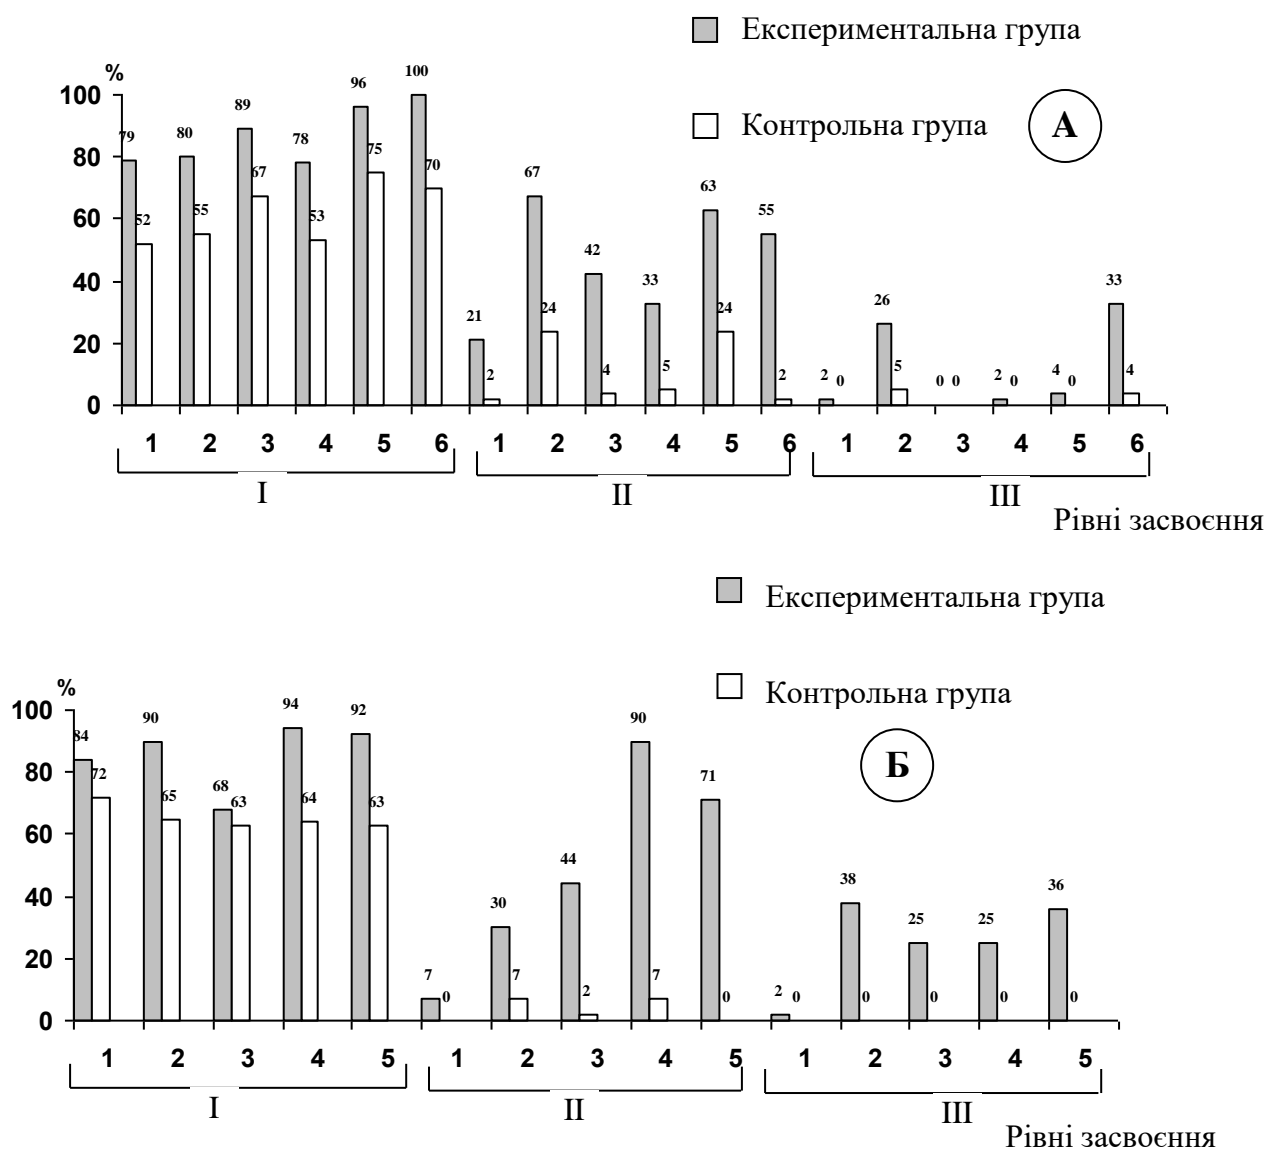 Експериментальна група
Контрольна група
А
%
100
80
60
40
20
0
79 52 80 55 89 67 78 53 96 75 100 70
21 2 67 24 42 4 33 5 63 24 55 2
2 0 26 5 0 0 2 0 4 0 33 4
1 2 3 4 5 6 1 2 3 4 5 6 1 2 3 4 5 6
I II III
Рівні засвоєння
Експериментальна група
Контрольна група
Б
%
100
80
60
40
20
0
84 72 90 65 68 63 94 64 92 63
7 0 30 7 44 2 90 7 71 0
2 0 38 0 25 0 25 0 36 0
1 2 3 4 5 1 2 3 4 5 1 2 3 4 5
I II III
Рівні засвоєння